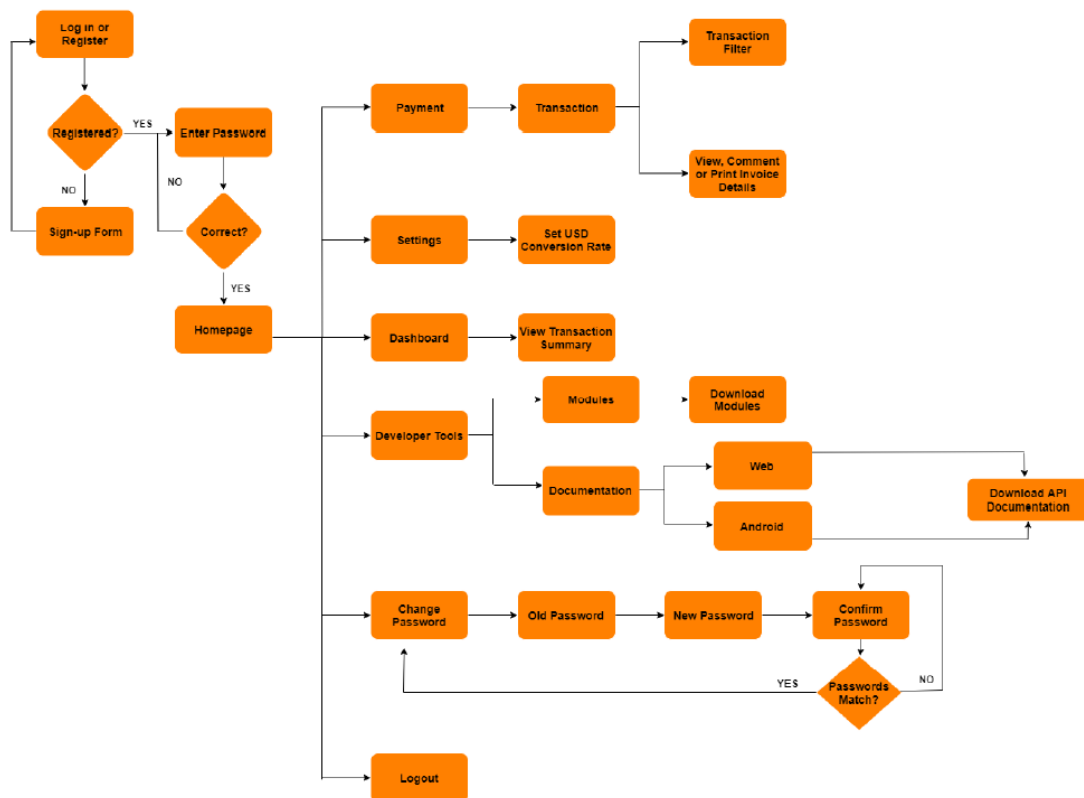 Log in or
Register
Registered?
YES
NO
Sign-up Form
Enter Password
NO
Correct?
YES
Homepage
Payment
Transaction
Transaction
Filter
View, Comment
or Print Invoice
Details
Settings
Set USD
Conversion Rate
Dashboard
View Transaction
Summary
Developer Tools
Modules
Download
Modules
Documentation
Web
Android
Download API
Documentation
Change
Password
Old Password
New Password
Confirm
Password
Passwords
Match?
YES
NO
Logout